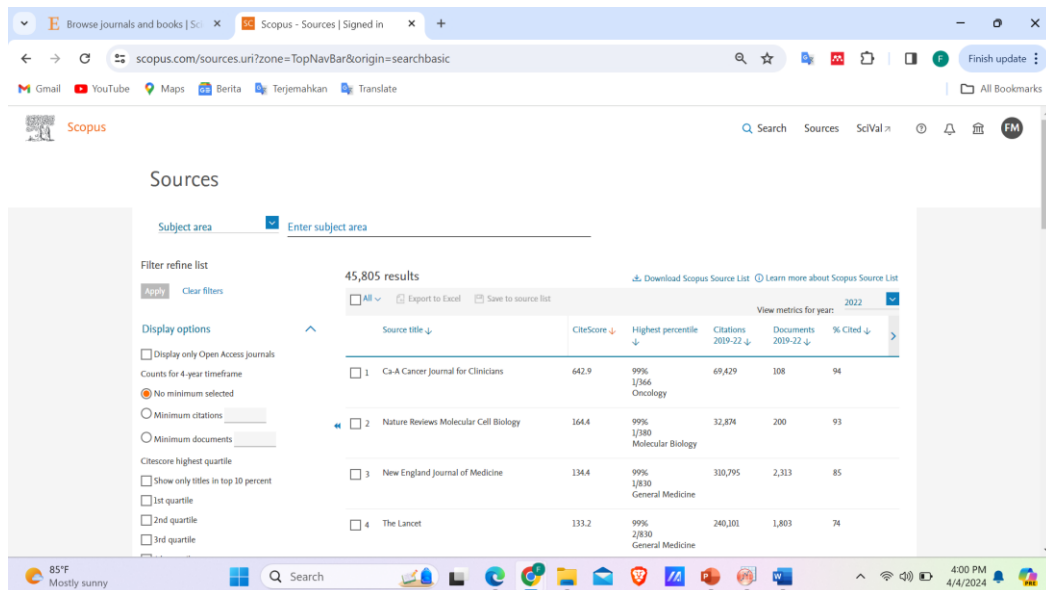 Browse journals and books | Sci
Scopus - Sources | Signed in
scopus.com/sources.uri?zone=TopNavBar&origin=searchbasic
F
Finish update
Gmail
YouTube
Maps
Berita
Terjemahkan
Translate
All Bookmarks
Scopus
Search
Sources
SciVal
FM
Sources
Subject area
Enter subject area
Filter refine list
Apply
Clear filters
Display options
Display only Open Access journals
Counts for 4-year timeframe
No minimum selected
Minimum citations
Minimum documents
Citescore highest quartile
Show only titles in top 10 percent
1st quartile
2nd quartile
3rd quartile
45,805 results
Download Scopus Source List
Learn more about Scopus Source List
All
Export to Excel
Save to source list
View metrics for year:
2022
Source title
CiteScore
Highest percentile
Citations 2019-22
Documents 2019-22
% Cited
1 Ca-A Cancer Journal for Clinicians 642.9 99% 69,429 108 94
1/366
Oncology
2 Nature Reviews Molecular Cell Biology 164.4 99% 32,874 200 93
1/380
Molecular Biology
3 New England Journal of Medicine 134.4 99% 310,795 2,313 85
1/830
General Medicine
4 The Lancet 133.2 99% 240,101 1,803 74
2/830
General Medicine
85°F
Mostly sunny
Search
4:00 PM
4/4/2024
PRE